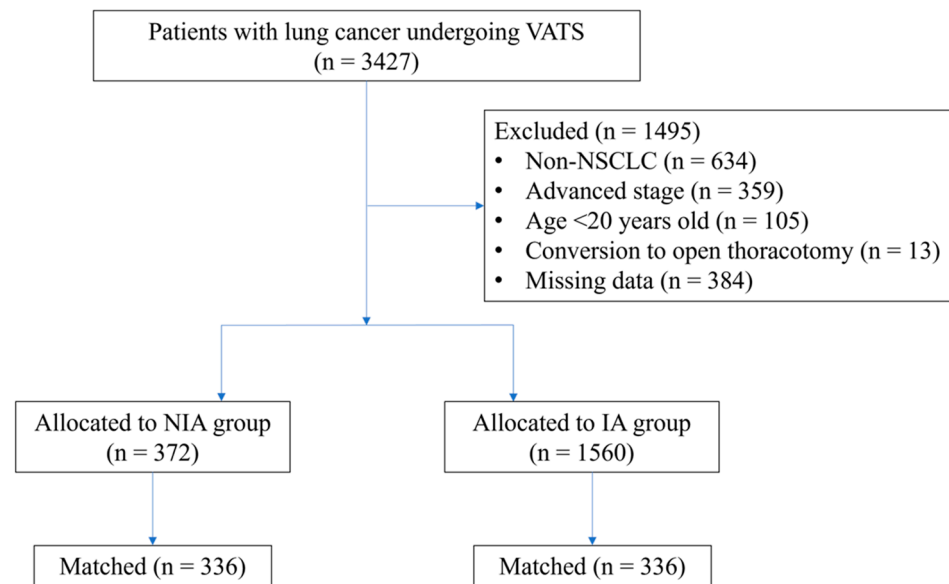 Patients with lung cancer undergoing VATS
(n = 3427)
Excluded (n = 1495)
• Non-NSCLC (n = 634)
• Advanced stage (n = 359)
• Age <20 years old (n = 105)
• Conversion to open thoracotomy (n = 13)
• Missing data (n = 384)
Allocated to NIA group
(n = 372)
Allocated to IA group
(n = 1560)
Matched (n = 336)
Matched (n = 336)